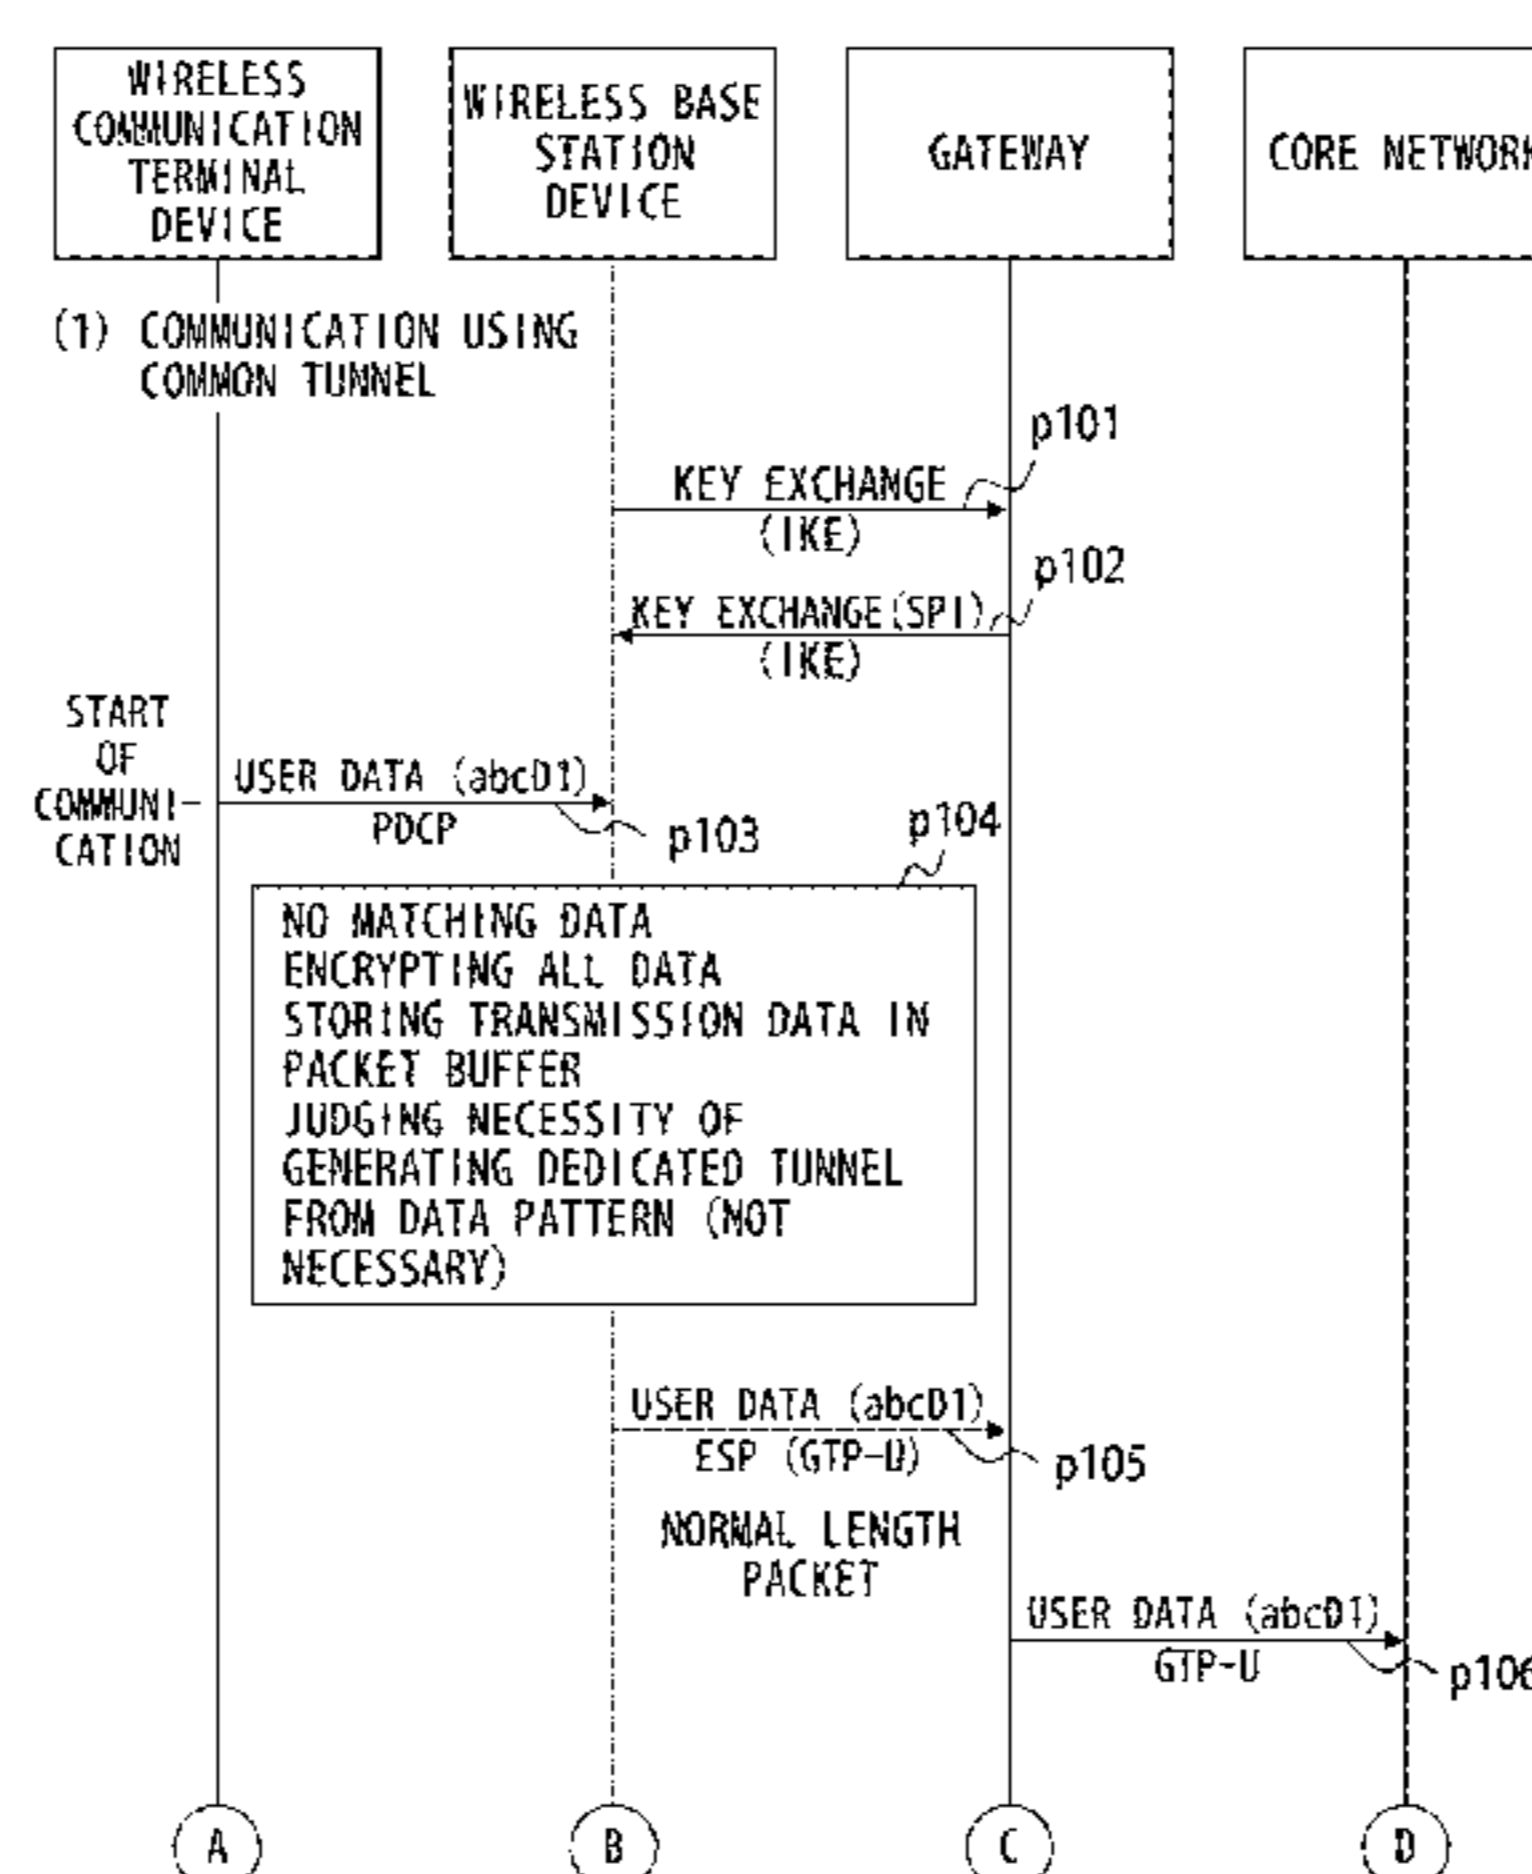 WIRELESS
COMMUNICATION
TERMINAL
DEVICE
WIRELESS BASE
STATION
DEVICE
GATEWAY
CORE NETWORK
(1) COMMUNICATION USING
COMMON TUNNEL
p101
KEY EXCHANGE
(IKE)
p102
KEY EXCHANGE(SPI)
(IKE)
START
OF
COMMUNI-
CATION
USER DATA (abcD1)
PDCP
p103
p104
NO MATCHING DATA
ENCRYPTING ALL DATA
STORING TRANSMISSION DATA IN
PACKET BUFFER
JUDGING NECESSITY OF
GENERATING DEDICATED TUNNEL
FROM DATA PATTERN (NOT
NECESSARY)
USER DATA (abcD1)
ESP (GTP-U)
p105
NORMAL LENGTH
PACKET
USER DATA (abcD1)
GTP-U
p106
A
B
C
D